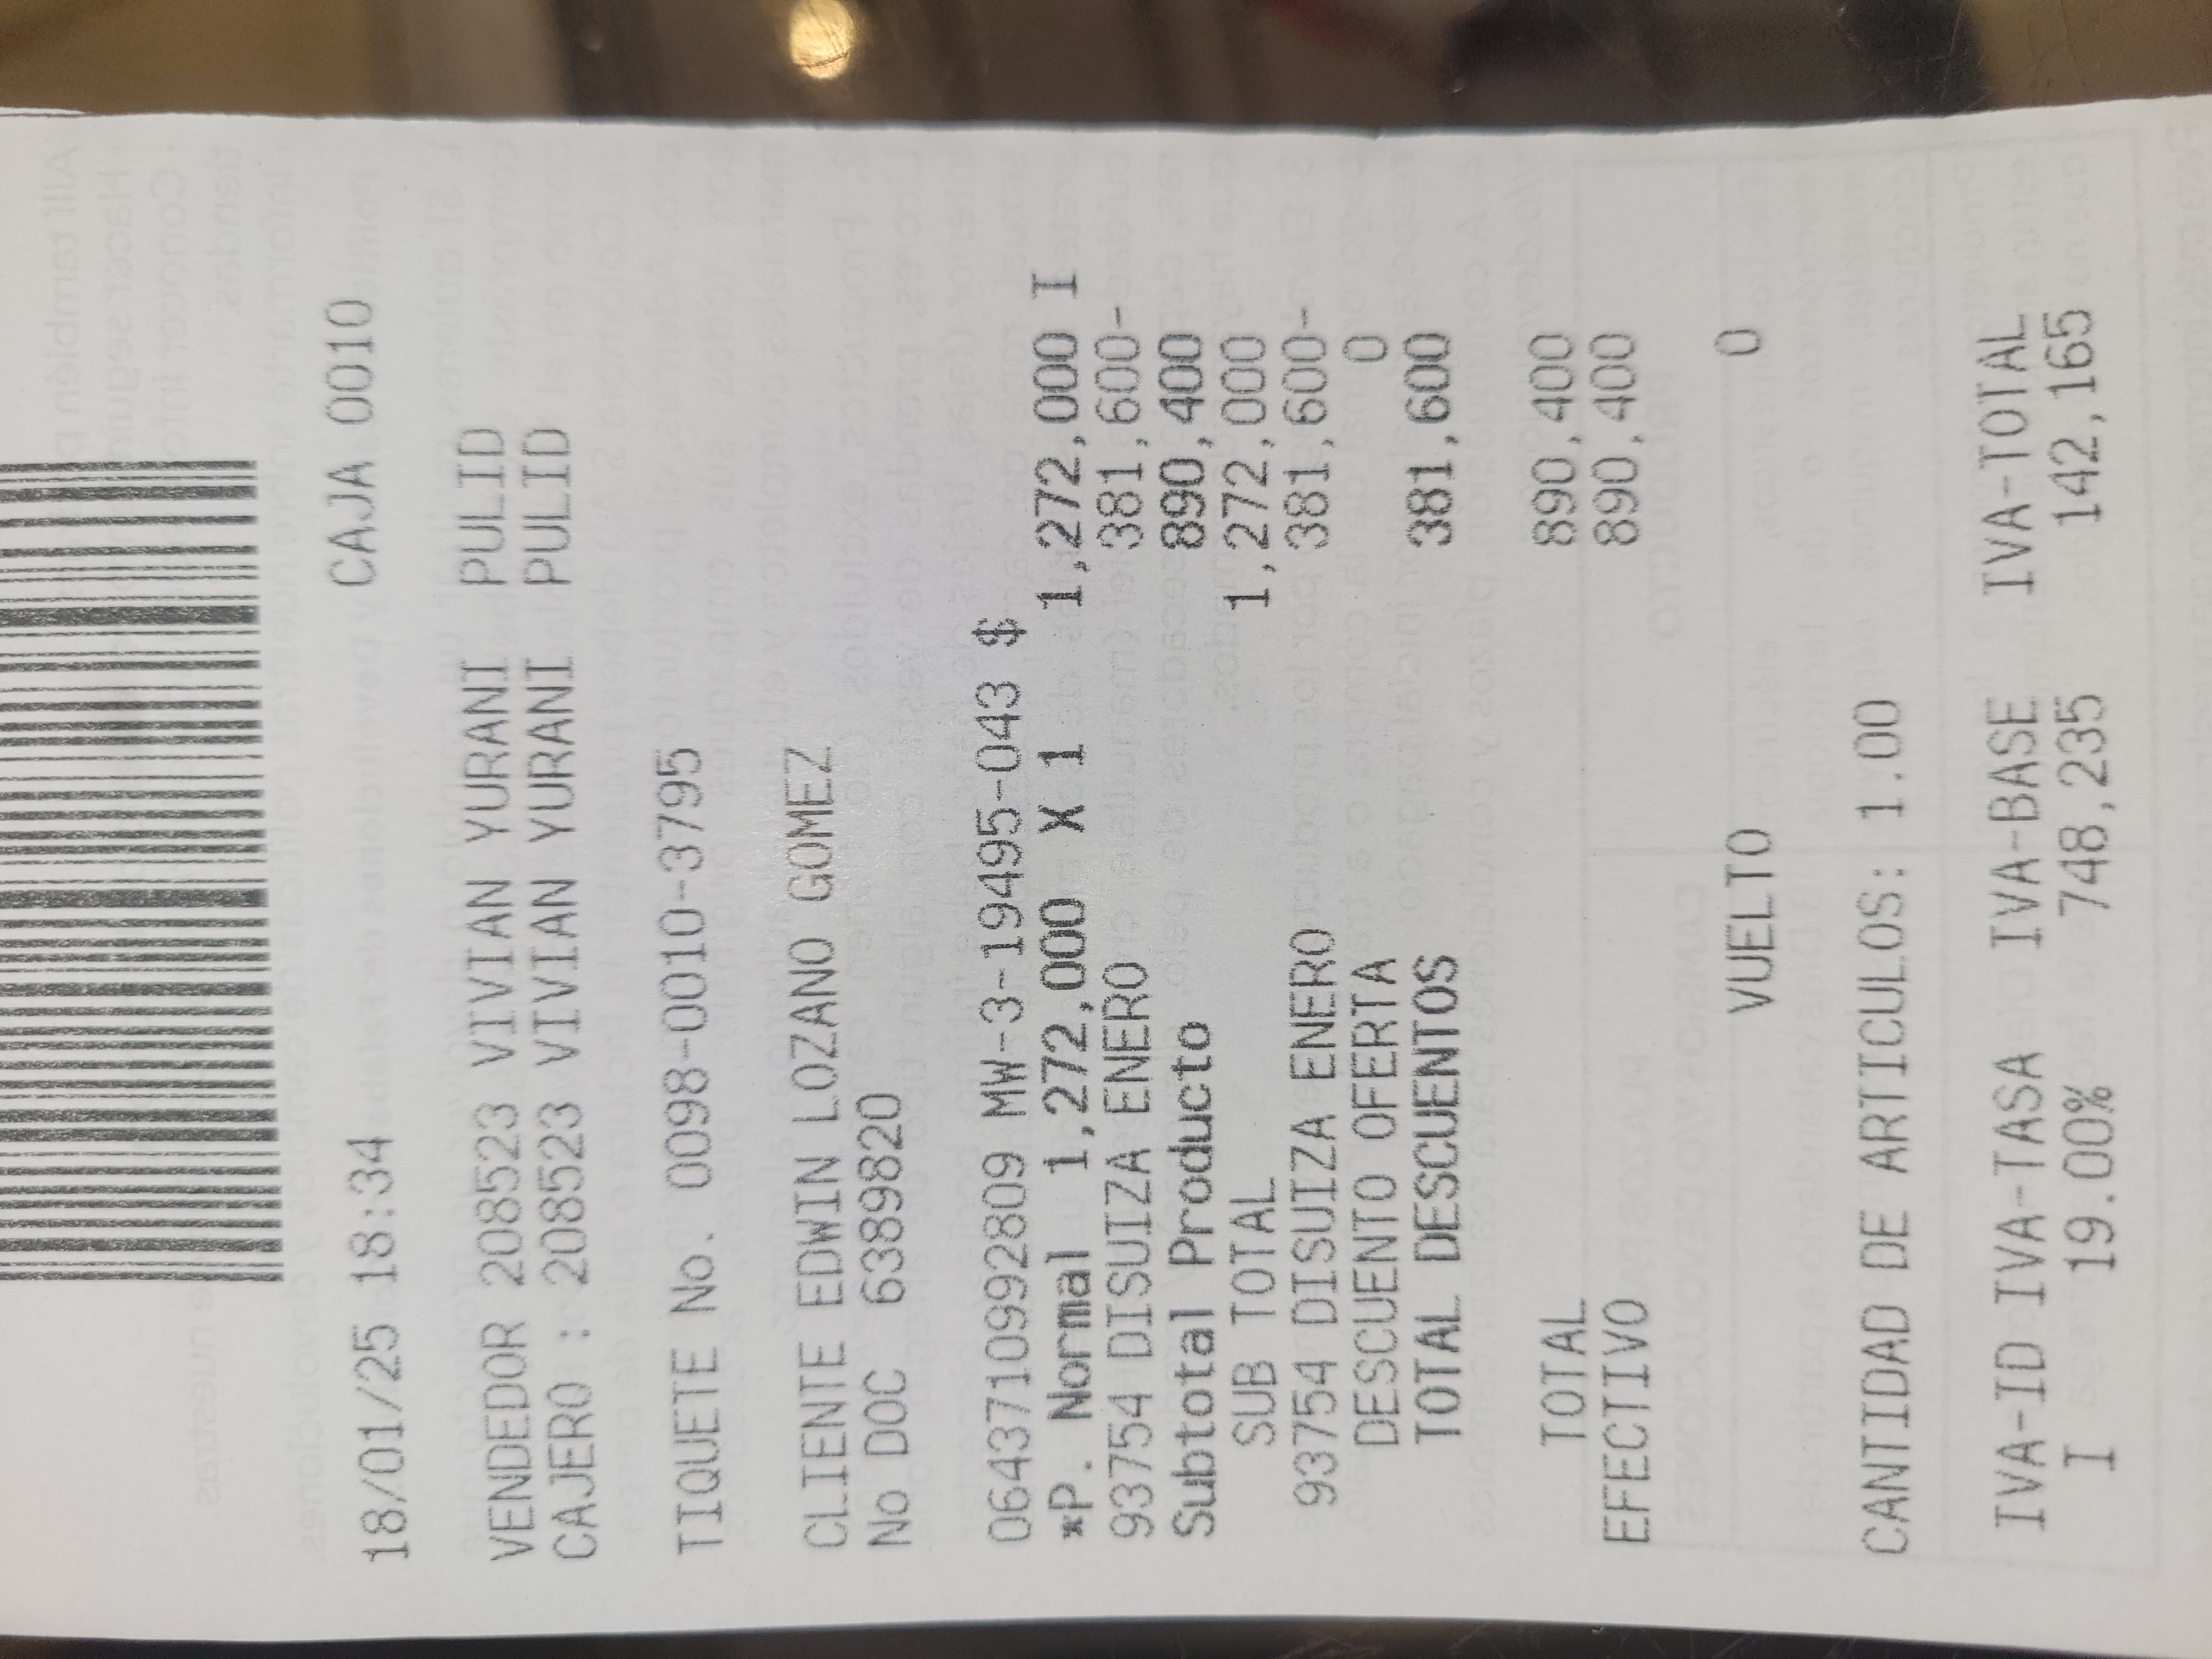 18/01/25 18:34 CAJA 0010
VENDEDOR 208523 VIVIAN YURANI PULID
CAJERO : 208523 VIVIAN YURANI PULID
TIQUETE No. 0098-0010-3795
CLIENTE EDWIN LOZANO GOMEZ
No DOC 6389820
0643710992809 MW-3-19495-043 $
*P. Normal 1,272,000 X 1 1,272,000 I
93754 DISUIZA ENERO 381,600-
Subtotal Producto 890,400
SUB TOTAL 1,272,000
93754 DISUIZA ENERO 381,600-
DESCUENTO OFERTA 0
TOTAL DESCUENTOS 381,600
TOTAL 890,400
EFECTIVO 890,400
VUELTO 0
CANTIDAD DE ARTICULOS: 1.00
IVA-ID IVA-TASA IVA-BASE IVA-TOTAL
I 19.00% 748,235 142,165